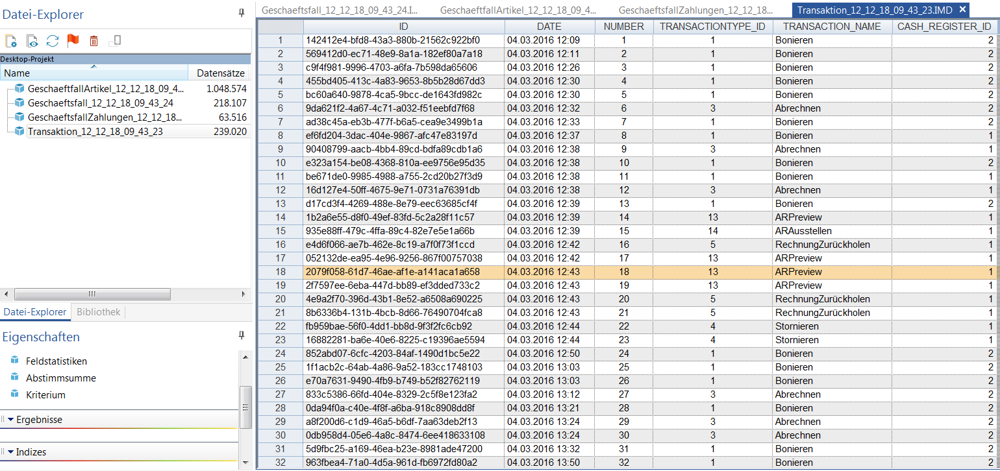 Datei-Explorer
Desktop-Projekt
Name Datensätze
GeschaeftfallArtikel_12_12_18_09_4... 1.048.574
Geschaeftsfall_12_12_18_09_43_24 218.107
GeschaeftsfallZahlungen_12_12_18... 63.516
Transaktion_12_12_18_09_43_23 239.020
Datei-Explorer Bibliothek
Eigenschaften
Feldstatistiken
Abstimmsumme
Kriterium
Ergebnisse
Indizes
Geschaeftsfall_12_12_18_09_43_24.I... GeschaeftfallArtikel_12_12_18_09_4... GeschaeftsfallZahlungen_12_12_18... Transaktion_12_12_18_09_43_23.IMD
ID DATE NUMBER TRANSACTIONTYPE_ID TRANSACTION_NAME CASH_REGISTER_ID
1 142412e4-bfd8-43a3-880b-21562c922bf0 04.03.2016 12:09 1 1 Bonieren 2
2 569412d0-ec71-48e9-8a1a-182ef80a7a18 04.03.2016 12:11 2 1 Bonieren 2
3 c9f4f981-9996-4703-a6fa-7b598da65606 04.03.2016 12:26 3 1 Bonieren 2
4 455bd405-413c-4a83-9653-8b5b28d67dd3 04.03.2016 12:30 4 1 Bonieren 2
5 bc60a640-9878-4ca5-9bcc-de1643fd982c 04.03.2016 12:30 5 1 Bonieren 2
6 9da621f2-4a67-4c71-a032-f51eebfd7f68 04.03.2016 12:32 6 3 Abrechnen 2
7 ad38c45a-eb3b-477f-b6a5-cea9e3499b1a 04.03.2016 12:33 7 1 Bonieren 2
8 ef6fd204-3dac-404e-9867-afc47e83197d 04.03.2016 12:37 8 1 Bonieren 1
9 90408799-aacb-4bb4-89cd-bdfa89cdb1a6 04.03.2016 12:38 9 3 Abrechnen 1
10 e323a154-be08-4368-810a-ee9756e95d35 04.03.2016 12:38 10 1 Bonieren 2
11 be671de0-9985-4988-a755-2cd20b27f3d9 04.03.2016 12:38 11 1 Bonieren 1
12 16d127e4-50ff-4675-9e71-0731a76391db 04.03.2016 12:38 12 3 Abrechnen 1
13 d17cd3f4-4269-488e-8e79-eec63685cf4f 04.03.2016 12:39 13 1 Bonieren 2
14 1b2a6e55-d8f0-49ef-83fd-5c2a28f11c57 04.03.2016 12:39 14 13 ARPreview 1
15 935e88ff-479c-4ffa-89c4-82e7e5e1a66b 04.03.2016 12:39 15 14 ARAusstellen 1
16 e4d6f066-ae7b-462e-8c19-a7f0f73f1ccd 04.03.2016 12:42 16 5 RechnungZurückholen 1
17 052132de-ea95-4e96-9256-867f00757038 04.03.2016 12:42 17 13 ARPreview 1
18 2079f058-61d7-46ae-af1e-a141aca1a658 04.03.2016 12:43 18 13 ARPreview 1
19 2f7597ee-6eba-447d-bb89-ef3dded733c2 04.03.2016 12:43 19 13 ARPreview 1
20 4e9a2f70-396d-43b1-8e52-a6508a690225 04.03.2016 12:43 20 5 RechnungZurückholen 1
21 8b6336b4-131b-4bcb-8d66-76490704fca8 04.03.2016 12:43 21 5 RechnungZurückholen 1
22 fb959bae-56f0-4dd1-bb8d-9f3f2fc6cb92 04.03.2016 12:44 22 4 Stornieren 1
23 16882281-ba6e-40e6-8225-c19396ae5594 04.03.2016 12:44 23 4 Stornieren 1
24 852abd07-6cfc-4203-84af-1490d1bc5e22 04.03.2016 12:50 24 1 Bonieren 2
25 1f1acb2c-64ab-4a86-9a52-183cc1748103 04.03.2016 13:03 25 1 Bonieren 2
26 e70a7631-9490-4fb9-b749-b52f82762119 04.03.2016 13:03 26 1 Bonieren 2
27 833c5386-66fd-404e-8329-2c5f8e123fa2 04.03.2016 13:12 27 3 Abrechnen 2
28 0da94f0a-c40e-4f8f-a6ba-918c8908dd8f 04.03.2016 13:21 28 1 Bonieren 2
29 a8f200d6-c1d9-46a5-b6df-7aa63deb2f13 04.03.2016 13:24 29 3 Abrechnen 2
30 0db958d4-05e6-4a8c-8474-6ee418633108 04.03.2016 13:24 30 3 Abrechnen 2
31 5d9fbc25-a169-46ea-b23e-8981ade47200 04.03.2016 13:32 31 1 Bonieren 2
32 963fbea4-71a0-4d5a-961d-fb6972fd80a2 04.03.2016 13:50 32 1 Bonieren 2